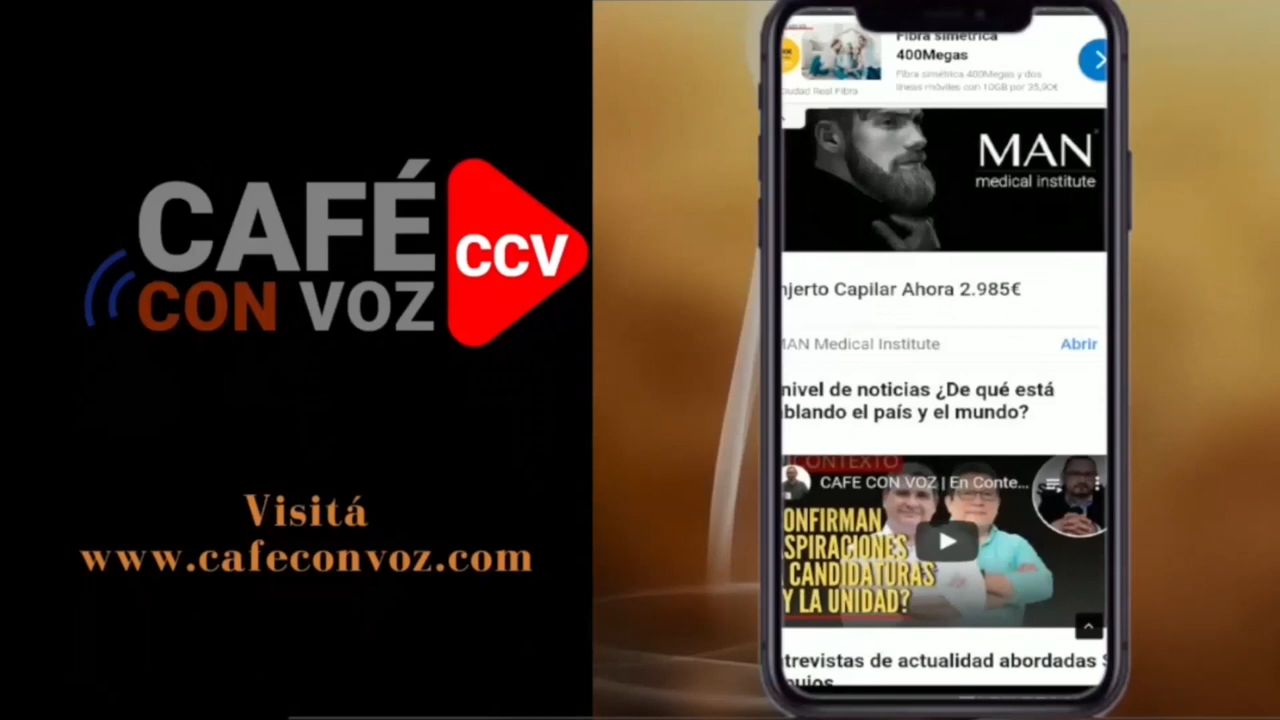 CAFÉ
CON VOZ
CCV
Visitá
www.cafeconvoz.com
Fibra simétrica
400Megas
Fibra simétrica 400Megas y dos
líneas móviles con 10GB por 35,90€
iudad Real Fibra
MAN
medical institute
njerto Capilar Ahora 2.985€
MAN Medical Institute
Abrir
nivel de noticias ¿De qué está
blando el país y el mundo?
CONTEXTO
CAFE CON VOZ | En Conte...
ONFIRMAN
SPIRACIONES
CANDIDATURAS
Y LA UNIDAD?
trevistas de actualidad abordadas